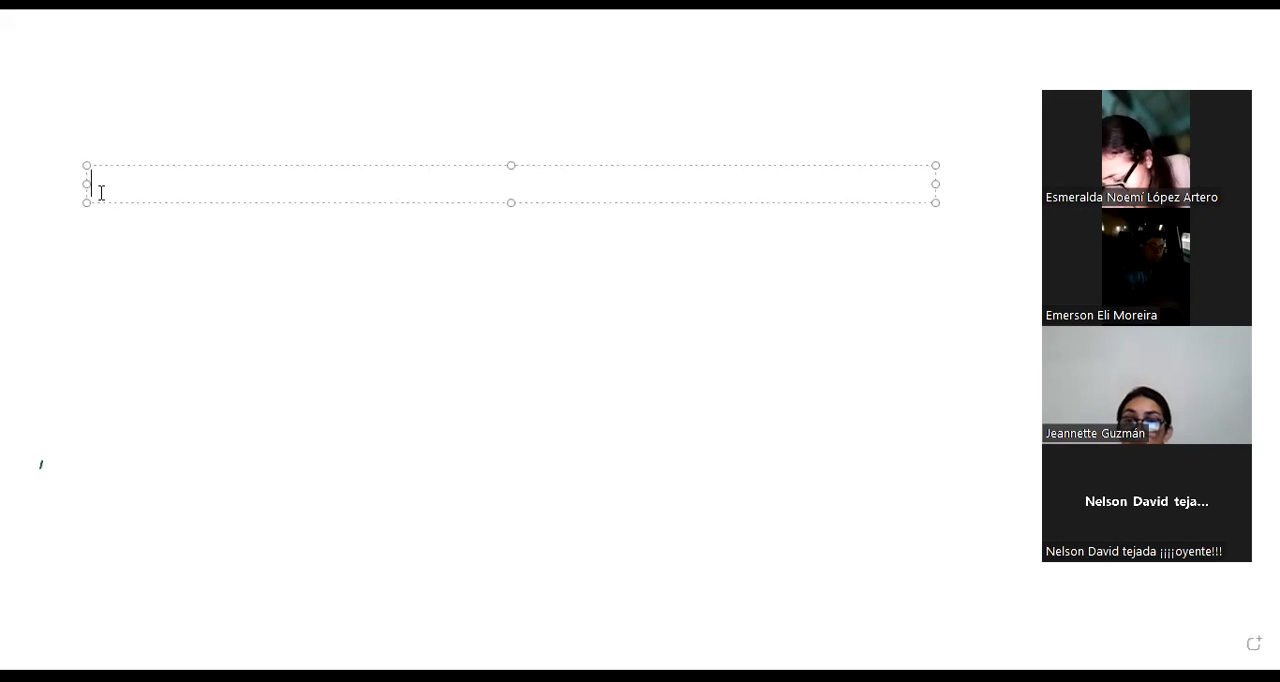 Esmeralda Noemí López Artero
Emerson Eli Moreira
Jeannette Guzmán
Nelson David teja...
Nelson David tejada ¡¡¡¡oyente!!!